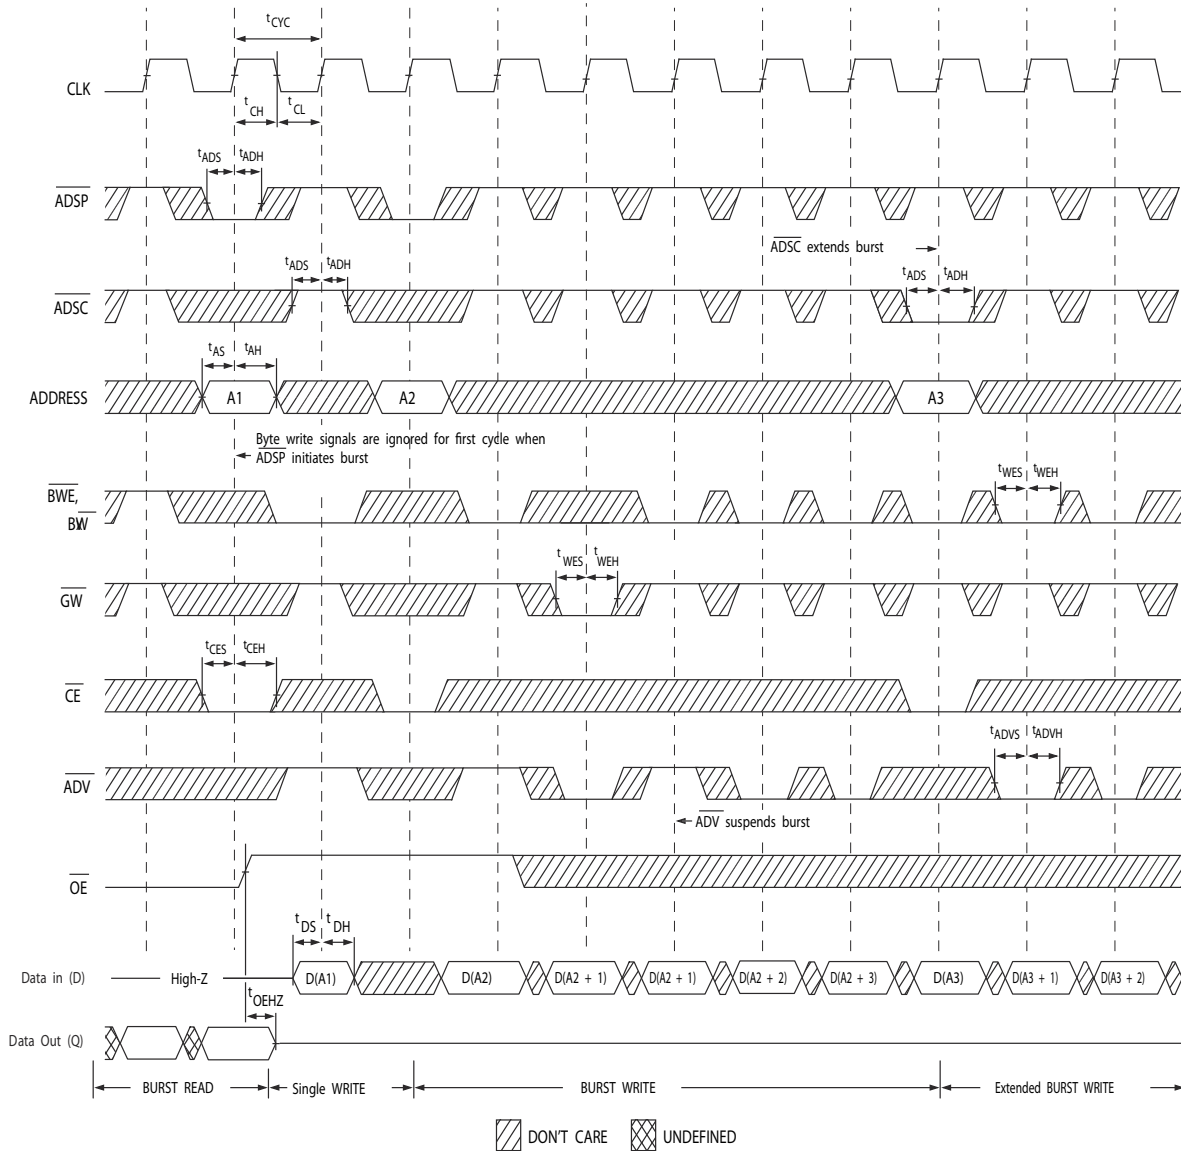 tCYC
CLK
tCH tCL
tADS tADH
ADSP
ADSC extends burst
tADS tADH tADS tADH
ADSC
tAS tAH
ADDRESS A1 A2 A3
Byte write signals are ignored for first cycle when
ADSP initiates burst
tWES tWEH
BWE,
BW
tWES tWEH
GW
tCES tCEH
CE
tADVS tADVH
ADV
ADV suspends burst
OE
tDS tDH
Data in (D) High-Z D(A1) D(A2) D(A2 + 1) D(A2 + 1) D(A2 + 2) D(A2 + 3) D(A3) D(A3 + 1) D(A3 + 2)
tOEHZ
Data Out (Q)
BURST READ Single WRITE BURST WRITE Extended BURST WRITE
DON'T CARE UNDEFINED